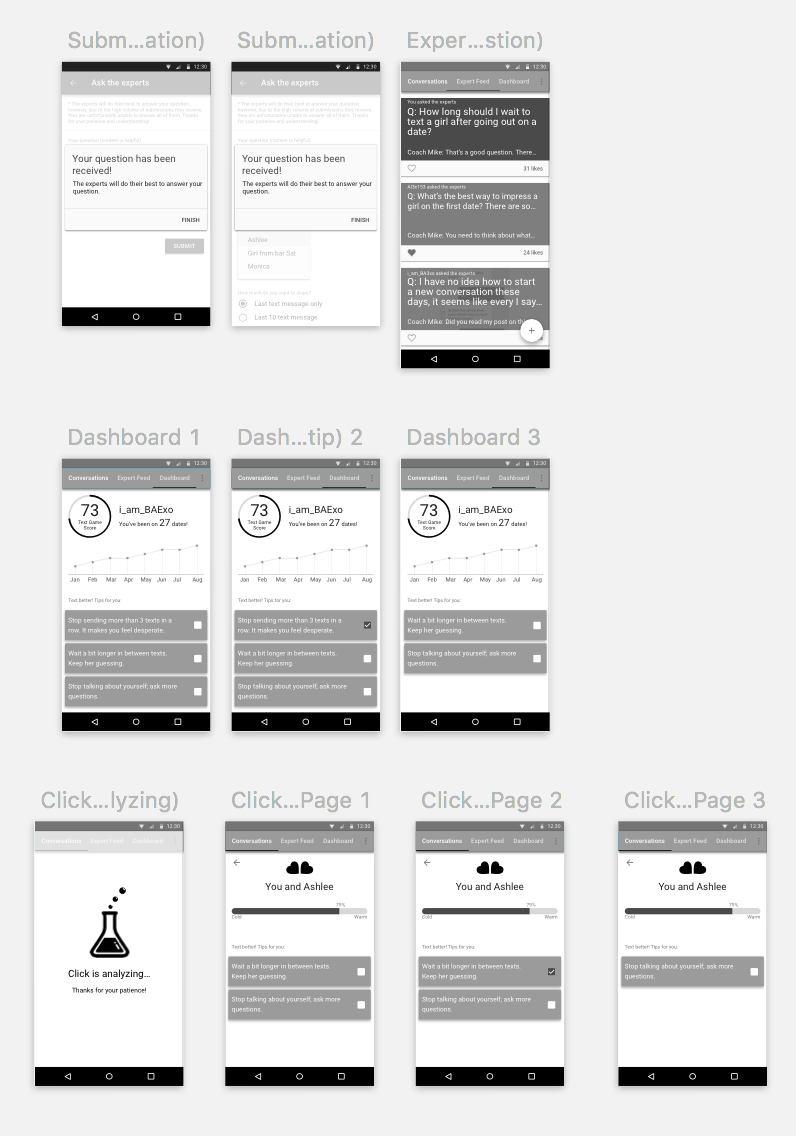 Subm...ation)
Subm...ation)
Exper...stion)
12:30
Ask the experts
* The experts will do their best to answer your question;
however, due to the high volume of submissions they receive,
they are unfortunately unable to answer all of them. Thanks
for your patience and understanding!
Your question (context is helpful)
Your question has been
received!
The experts will do their best to answer your
question.
FINISH
SUBMIT
12:30
Ask the experts
* The experts will do their best to answer your question;
however, due to the high volume of submissions they receive,
they are unfortunately unable to answer all of them. Thanks
for your patience and understanding!
Your question (context is helpful)
Your question has been
received!
The experts will do their best to answer your
question.
FINISH
Ashlee
Girl from bar Sat
Monica
How much do you want to share?
Last text message only
Last 10 text message
12:30
Conversations Expert Feed Dashboard
You asked the experts
Q: How long should I wait to
text a girl after going out on a
date?
Coach Mike: That's a good question. There...
31 likes
asked the experts
Q: What's the best way to impress a
girl on the first date? There are so...
Coach Mike: You need to think about what...
24 likes
i_am_BA3xo asked the experts
Q: I have no idea how to start
a new conversation these
days, it seems like every I say...
Coach Mike: Did you read my post on
+
Dashboard 1
Dash...tip) 2
Dashboard 3
12:30
Conversations Expert Feed Dashboard
73
Text Game
Score
i_am_BAExo
You've been on 27 dates!
Jan Feb Mar Apr May Jun Jul Aug
Text better! Tips for you:
Stop sending more than 3 texts in a
row. It makes you feel desperate.
Wait a bit longer in between texts.
Keep her guessing.
Stop talking about yourself; ask more
questions.
12:30
Conversations Expert Feed Dashboard
73
Text Game
Score
i_am_BAExo
You've been on 27 dates!
Jan Feb Mar Apr May Jun Jul Aug
Text better! Tips for you:
Stop sending more than 3 texts in a
row. It makes you feel desperate.
Wait a bit longer in between texts.
Keep her guessing.
Stop talking about yourself; ask more
questions.
12:30
Conversations Expert Feed Dashboard
73
Text Game
Score
i_am_BAExo
You've been on 27 dates!
Jan Feb Mar Apr May Jun Jul Aug
Text better! Tips for you:
Wait a bit longer in between texts.
Keep her guessing.
Stop talking about yourself; ask more
questions.
Click...lyzing)
Click...Page 1
Click...Page 2
Click...Page 3
12:30
Conversations Expert Feed Dashboard
Click is analyzing...
Thanks for your patience!
12:30
Conversations Expert Feed Dashboard
You and Ashlee
79%
Cold Warm
Text better! Tips for you:
Wait a bit longer in between texts.
Keep her guessing.
Stop talking about yourself; ask more
questions.
12:30
Conversations Expert Feed Dashboard
You and Ashlee
79%
Cold Warm
Text better! Tips for you:
Wait a bit longer in between texts.
Keep her guessing.
Stop talking about yourself; ask more
questions.
12:30
Conversations Expert Feed Dashboard
You and Ashlee
79%
Cold Warm
Text better! Tips for you:
Stop talking about yourself; ask more
questions.